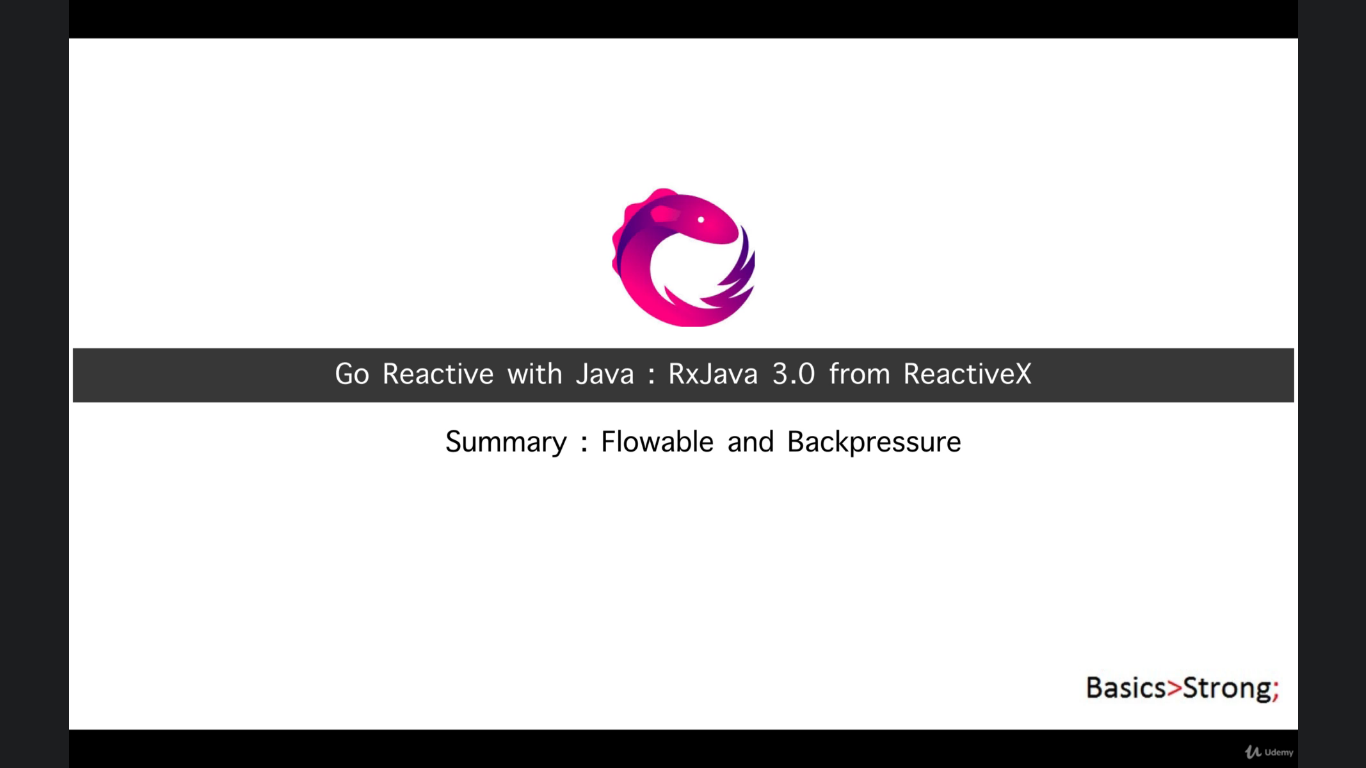 Go Reactive with Java : RxJava 3.0 from ReactiveX
Summary : Flowable and Backpressure
Basics>Strong;
Udemy